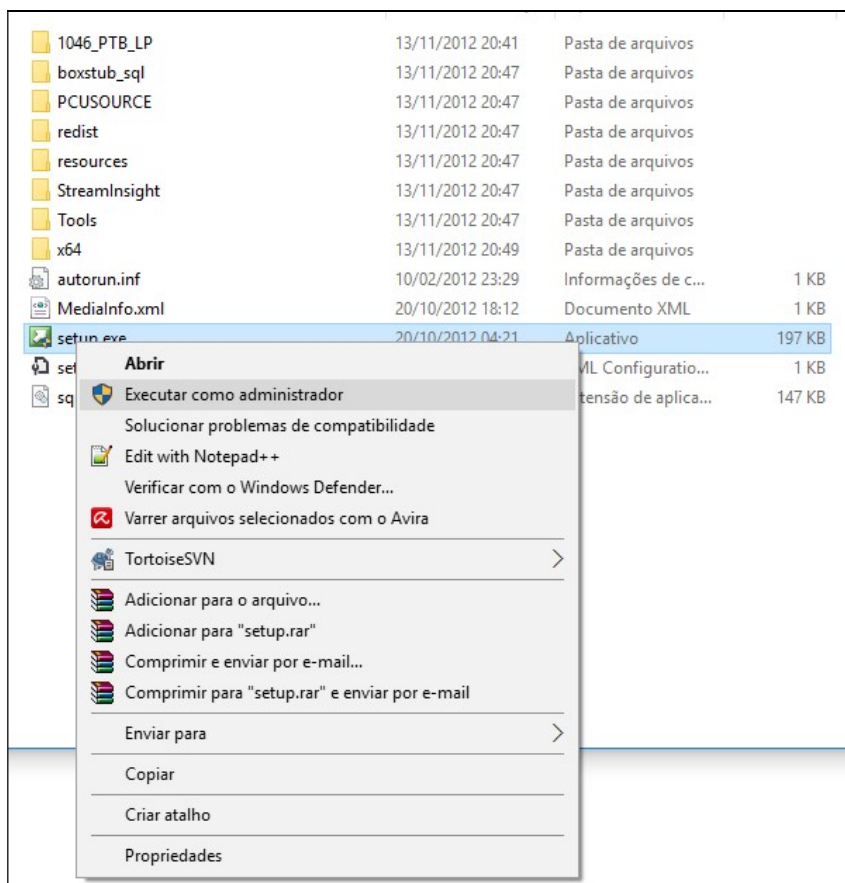 1046_PTB_LP 13/11/2012 20:41 Pasta de arquivos
boxstub_sql 13/11/2012 20:47 Pasta de arquivos
PCUSOURCE 13/11/2012 20:47 Pasta de arquivos
redist 13/11/2012 20:47 Pasta de arquivos
resources 13/11/2012 20:47 Pasta de arquivos
StreamInsight 13/11/2012 20:47 Pasta de arquivos
Tools 13/11/2012 20:47 Pasta de arquivos
x64 13/11/2012 20:49 Pasta de arquivos
autorun.inf 10/02/2012 23:29 Informações de c... 1 KB
MediaInfo.xml 20/10/2012 18:12 Documento XML 1 KB
setup.exe 20/10/2012 04:21 Aplicativo 197 KB
set ML Configuratio... 1 KB
sq tensão de aplica... 147 KB
Abrir
Executar como administrador
Solucionar problemas de compatibilidade
Edit with Notepad++
Verificar com o Windows Defender...
Varrer arquivos selecionados com o Avira
TortoiseSVN
Adicionar para o arquivo...
Adicionar para "setup.rar"
Comprimir e enviar por e-mail...
Comprimir para "setup.rar" e enviar por e-mail
Enviar para
Copiar
Criar atalho
Propriedades